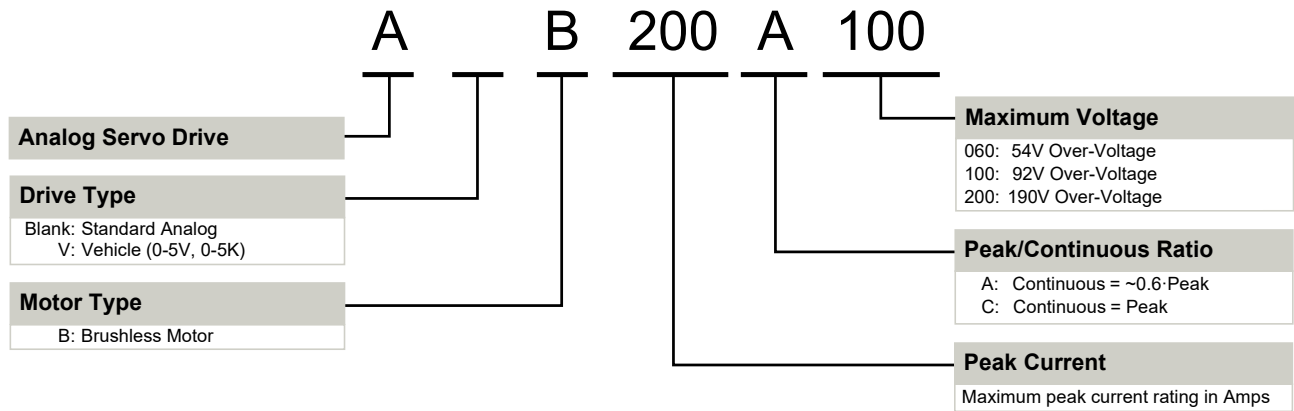 A B 200 A 100
Analog Servo Drive
Drive Type
Blank: Standard Analog
V: Vehicle (0-5V, 0-5K)
Motor Type
B: Brushless Motor
Maximum Voltage
060: 54V Over-Voltage
100: 92V Over-Voltage
200: 190V Over-Voltage
Peak/Continuous Ratio
A: Continuous = ~0.6·Peak
C: Continuous = Peak
Peak Current
Maximum peak current rating in Amps